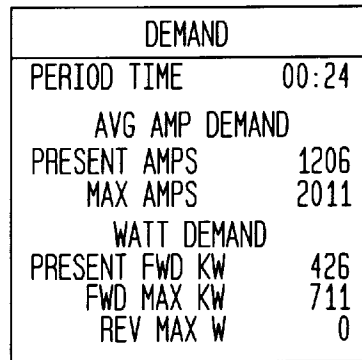 DEMAND
PERIOD TIME 00:24
AVG AMP DEMAND
PRESENT AMPS 1206
MAX AMPS 2011
WATT DEMAND
PRESENT FWD KW 426
FWD MAX KW 711
REV MAX W 0